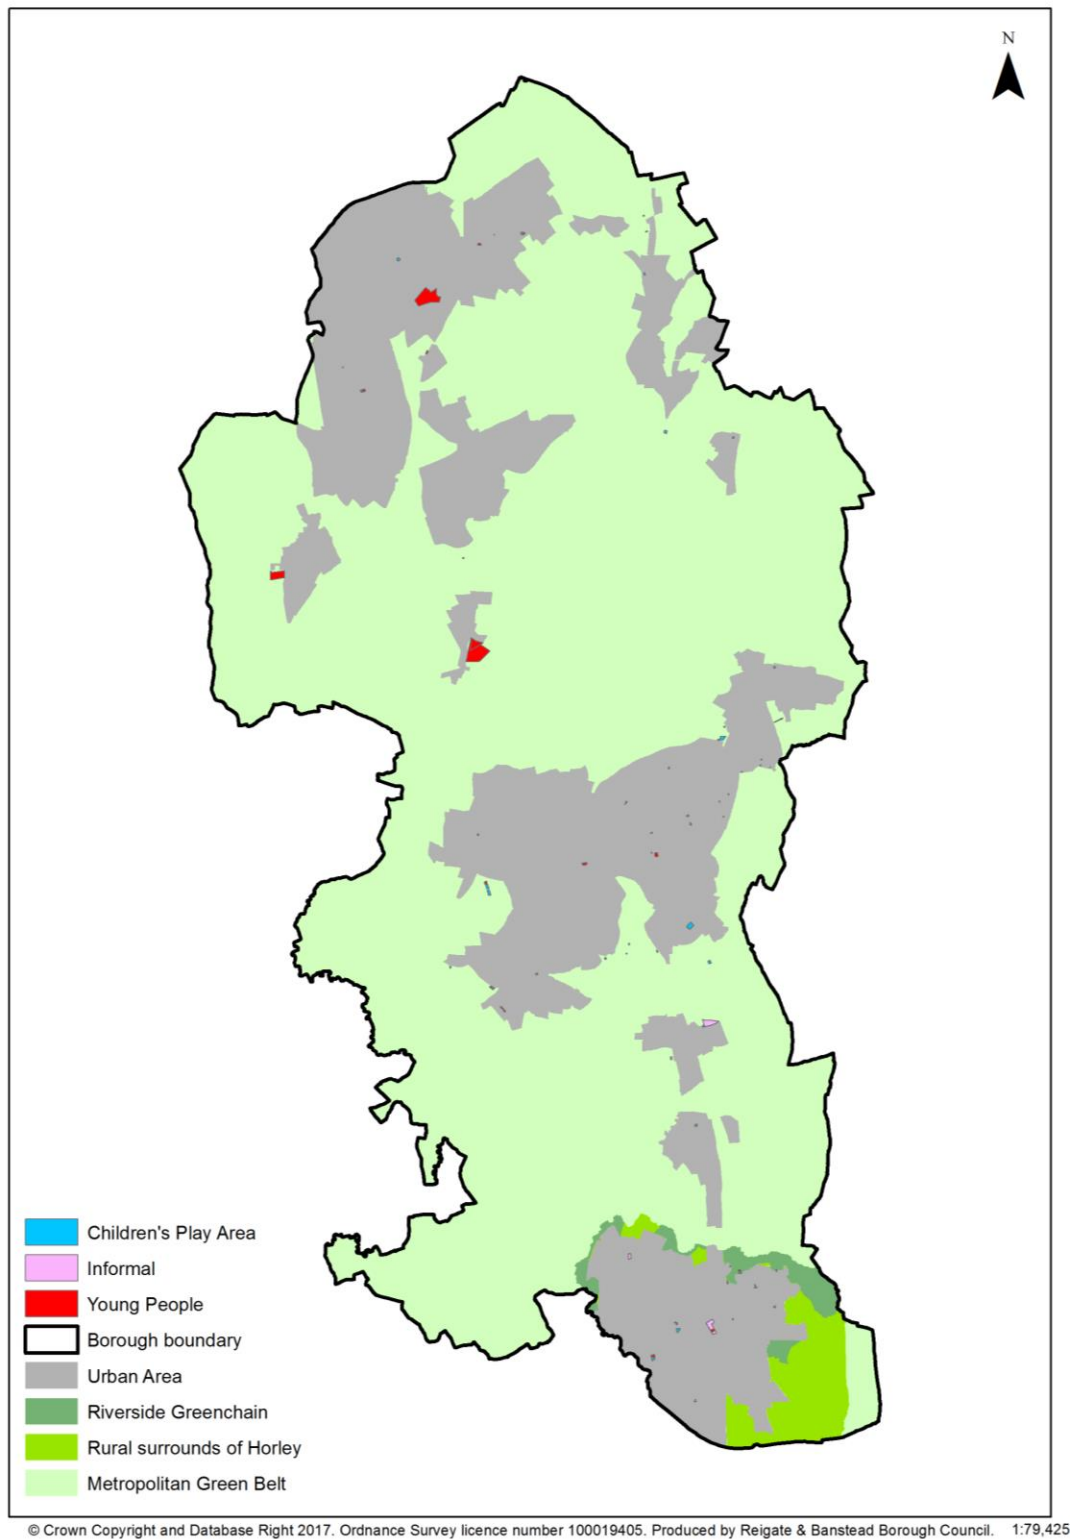 N
Children's Play Area
Informal
Young People
Borough boundary
Urban Area
Riverside Greenchain
Rural surrounds of Horley
Metropolitan Green Belt
© Crown Copyright and Database Right 2017. Ordnance Survey licence number 100019405. Produced by Reigate & Banstead Borough Council. 1:79,425